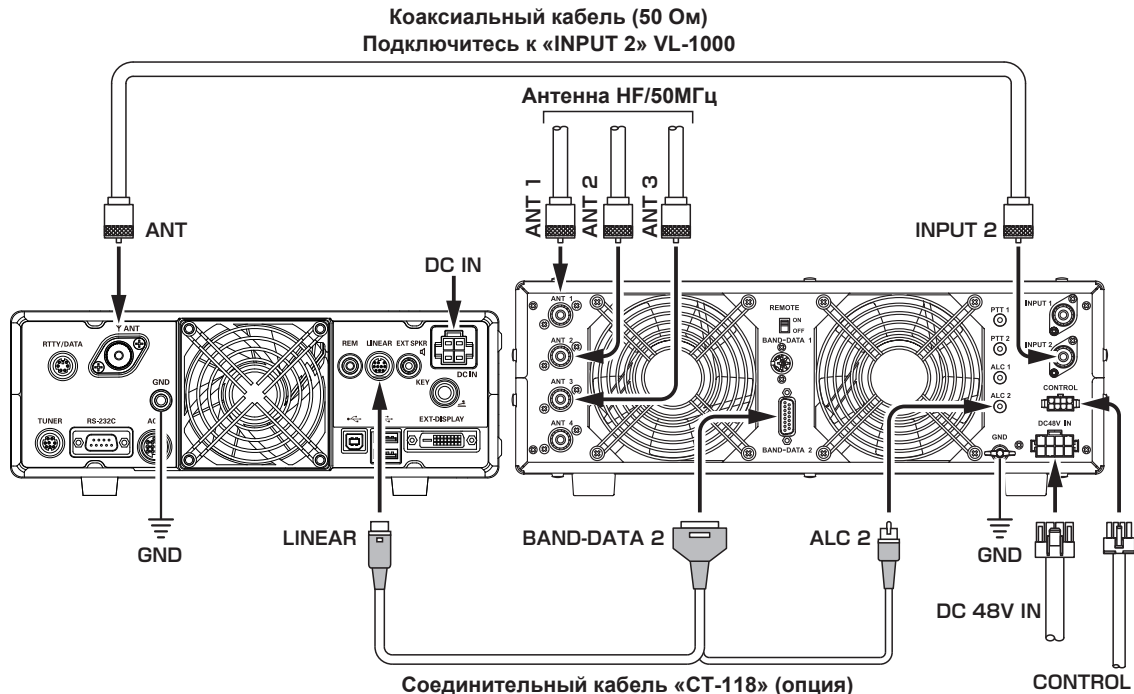 Коаксиальный кабель (50 Ом)
Подключитесь к «INPUT 2» VL-1000
Антенна HF/50МГц
ANT
ANT 1
ANT 2
ANT 3
INPUT 2
DC IN
ANT
RTTY/DATA
GND
TUNER
RS-232C
REM
LINEAR
EXT SPKR
DC IN
KEY
EXT-DISPLAY
ANT 1
ANT 2
ANT 3
ANT 4
REMOTE
ON
OFF
BAND-DATA 1
BAND-DATA 2
PTT 1
PTT 2
ALC 1
ALC 2
INPUT 1
INPUT 2
CONTROL
DC48V IN
GND
GND
LINEAR
BAND-DATA 2
ALC 2
GND
DC 48V IN
CONTROL
Соединительный кабель «CT-118» (опция)